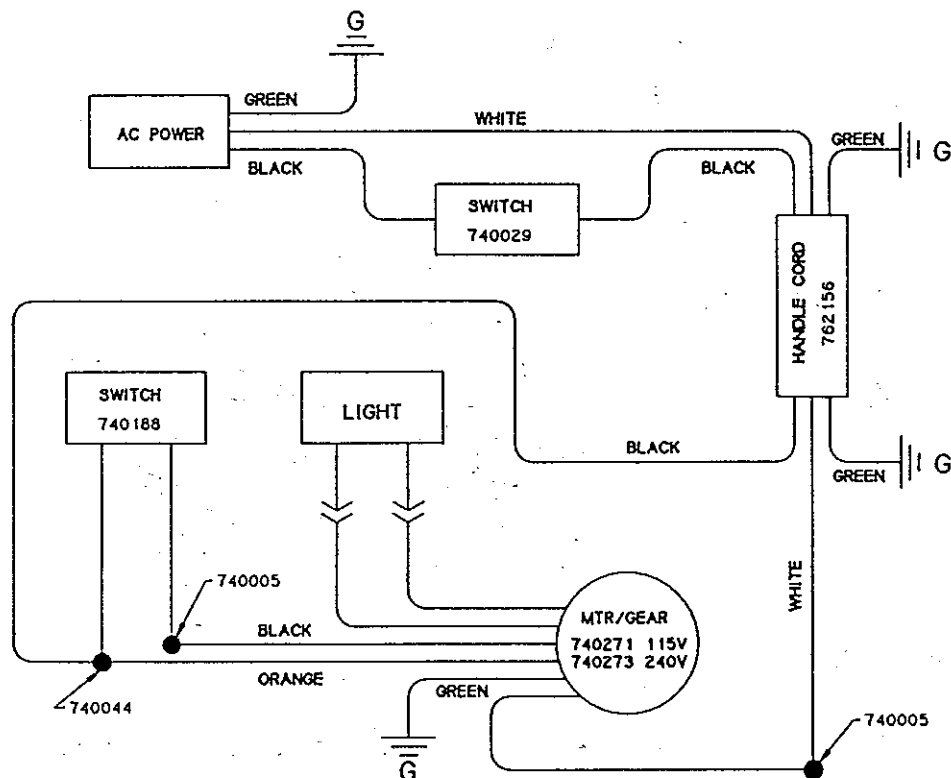 G
GREEN
AC POWER
WHITE
BLACK
BLACK
GREEN
G
SWITCH
740029
HANDLE CORD
762156
SWITCH
740188
LIGHT
BLACK
GREEN
G
WHITE
740005
MTR/GEAR
740271 115V
740273 240V
BLACK
ORANGE
GREEN
740044
740005
G